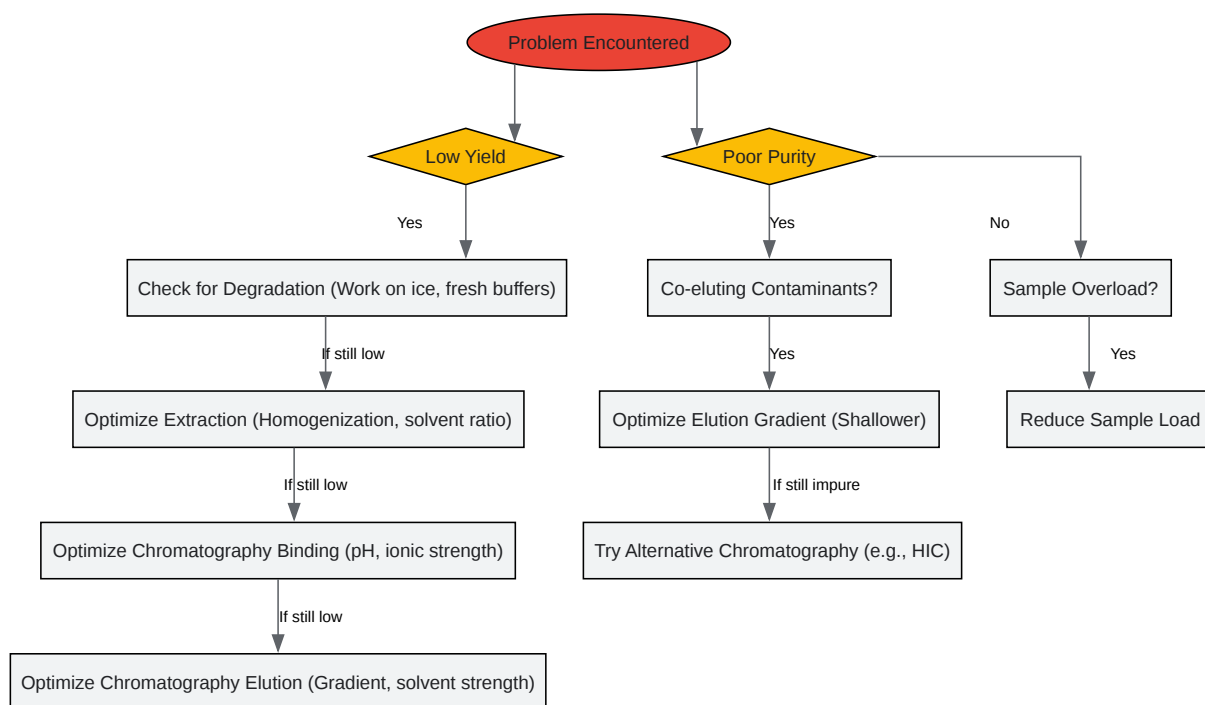 Problem Encountered
Low Yield
Poor Purity
Yes
Yes
No
Check for Degradation (Work on ice, fresh buffers)
Co-eluting Contaminants?
Sample Overload?
If still low
Yes
Yes
Optimize Extraction (Homogenization, solvent ratio)
Optimize Elution Gradient (Shallower)
Reduce Sample Load
If still low
If still impure
Optimize Chromatography Binding (pH, ionic strength)
Try Alternative Chromatography (e.g., HIC)
If still low
Optimize Chromatography Elution (Gradient, solvent strength)